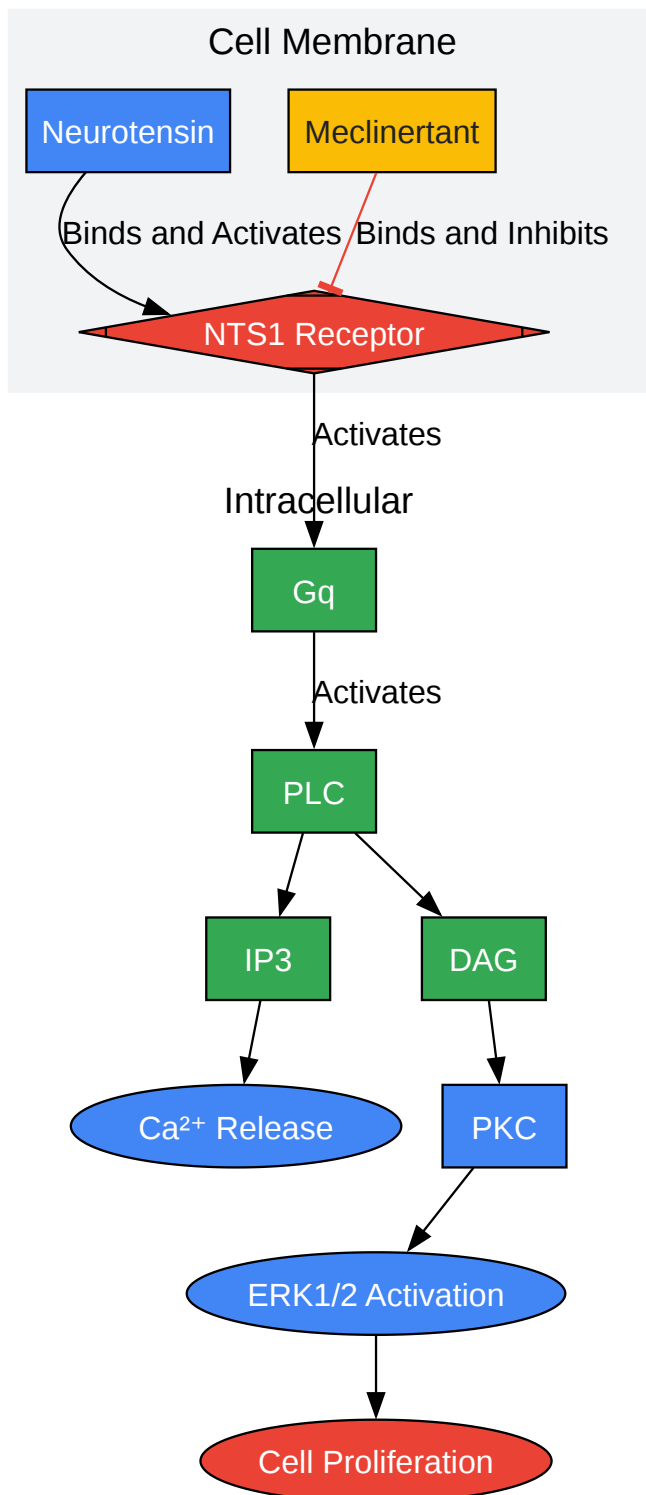 Cell Membrane
Neurotensin
Meclinertant
Binds and Activates
Binds and Inhibits
NTS1 Receptor
Activates
Intracellular
Gq
Activates
PLC
IP3
DAG
Ca²⁺ Release
PKC
ERK1/2 Activation
Cell Proliferation